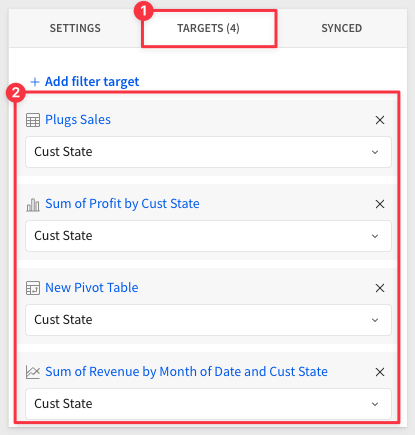 1
SETTINGS TARGETS (4) SYNCED
+ Add filter target
2
Plugs Sales
Cust State
Sum of Profit by Cust State
Cust State
New Pivot Table
Cust State
Sum of Revenue by Month of Date and Cust State
Cust State